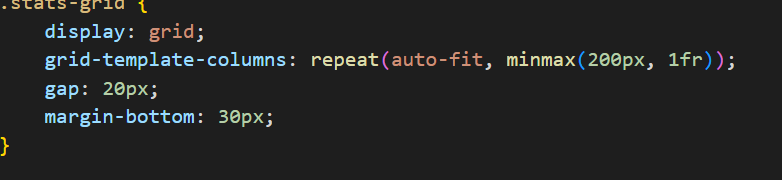 .stats-grid {
    display: grid;
    grid-template-columns: repeat(auto-fit, minmax(200px, 1fr));
    gap: 20px;
    margin-bottom: 30px;
}